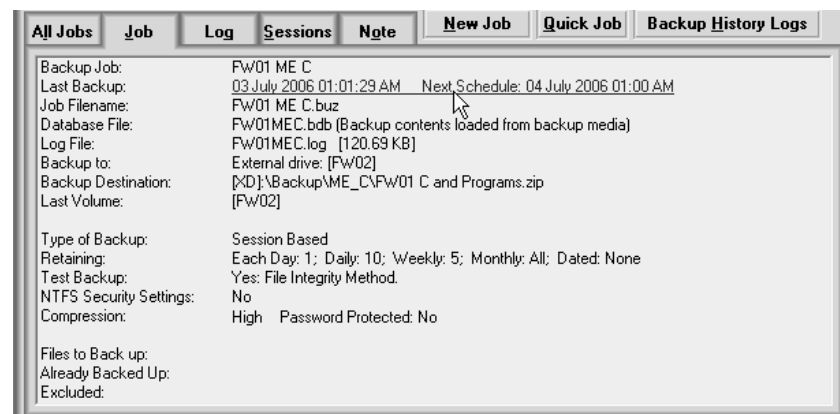 All Jobs Job Log Sessions Note New Job Quick Job Backup History Logs
Backup Job: FW01 ME C
Last Backup: 03 July 2006 01:01:29 AM Next Schedule: 04 July 2006 01:00 AM
Job Filename: FW01 ME C.buz
Database File: FW01MEC.bdb (Backup contents loaded from backup media)
Log File: FW01MEC.log [120.69 KB]
Backup to: External drive: [FW02]
Backup Destination: [XD]:\Backup\ME_C\FW01 C and Programs.zip
Last Volume: [FW02]
Type of Backup: Session Based
Retaining: Each Day: 1; Daily: 10; Weekly: 5; Monthly: All; Dated: None
Test Backup: Yes: File Integrity Method.
NTFS Security Settings: No
Compression: High Password Protected: No
Files to Back up:
Already Backed Up:
Excluded: